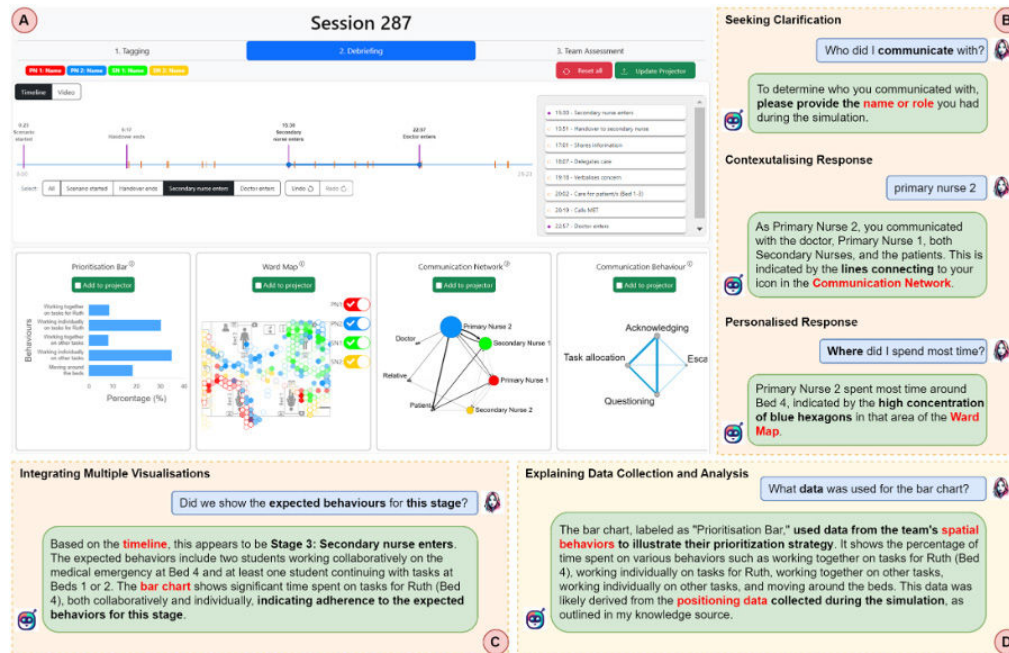 A
Session 287
1. Tagging
2. Debriefing
3. Team Assessment
PN 1: Name
PN 2: Name
SN 1: Name
SN 2: Name
Reset all
Update Projector
Timeline
Video
Scenario
started
Handover ends
15:30
Secondary
nurse enters
22:57
Doctor enters
Select:
All
Scenario started
Handover ends
Secondary nurse enters
Doctor enters
Undo
Redo
15:30 - Secondary nurse enters
15:51 - Handover to secondary nurse
17:01 - Shares information
18:07 - Delegates care
19:18 - Verbalises concern
20:02 - Care for patient/s (Bed 1-3)
20:19 - Calls MET
22:57 - Doctor enters
Prioritisation Bar
Add to projector
Behaviours
Working together
on tasks for Ruth
Working individually
on tasks for Ruth
Working together
on other tasks
Working individually
on other tasks
Moving around
the beds
0
10
20
30
40
Percentage (%)
Ward Map
Add to projector
PN1
PN2
SN1
SN2
Communication Network
Add to projector
Primary Nurse 2
Doctor
Secondary Nurse 1
Relative
Primary Nurse 1
Patient
Secondary Nurse 2
Communication Behaviour
Add to projector
Acknowledging
Task allocation
Esca
Questioning
B
Seeking Clarification
Who did I communicate with?
To determine who you communicated with,
please provide the name or role you had
during the simulation.
Contexutalising Response
primary nurse 2
As Primary Nurse 2, you communicated
with the doctor, Primary Nurse 1, both
Secondary Nurses, and the patients. This is
indicated by the lines connecting to your
icon in the Communication Network.
Personalised Response
Where did I spend most time?
Primary Nurse 2 spent most time around
Bed 4, indicated by the high concentration
of blue hexagons in that area of the Ward
Map.
Integrating Multiple Visualisations
Did we show the expected behaviours for this stage?
Based on the timeline, this appears to be Stage 3: Secondary nurse enters.
The expected behaviors include two students working collaboratively on the
medical emergency at Bed 4 and at least one student continuing with tasks at
Beds 1 or 2. The bar chart shows significant time spent on tasks for Ruth (Bed
4), both collaboratively and individually, indicating adherence to the expected
behaviors for this stage.
C
Explaining Data Collection and Analysis
What data was used for the bar chart?
The bar chart, labeled as "Prioritisation Bar," used data from the team's spatial
behaviors to illustrate their prioritization strategy. It shows the percentage of
time spent on various behaviors such as working together on tasks for Ruth (Bed
4), working individually on tasks for Ruth, working together on other tasks,
working individually on other tasks, and moving around the beds. This data was
likely derived from the positioning data collected during the simulation, as
outlined in my knowledge source.
D